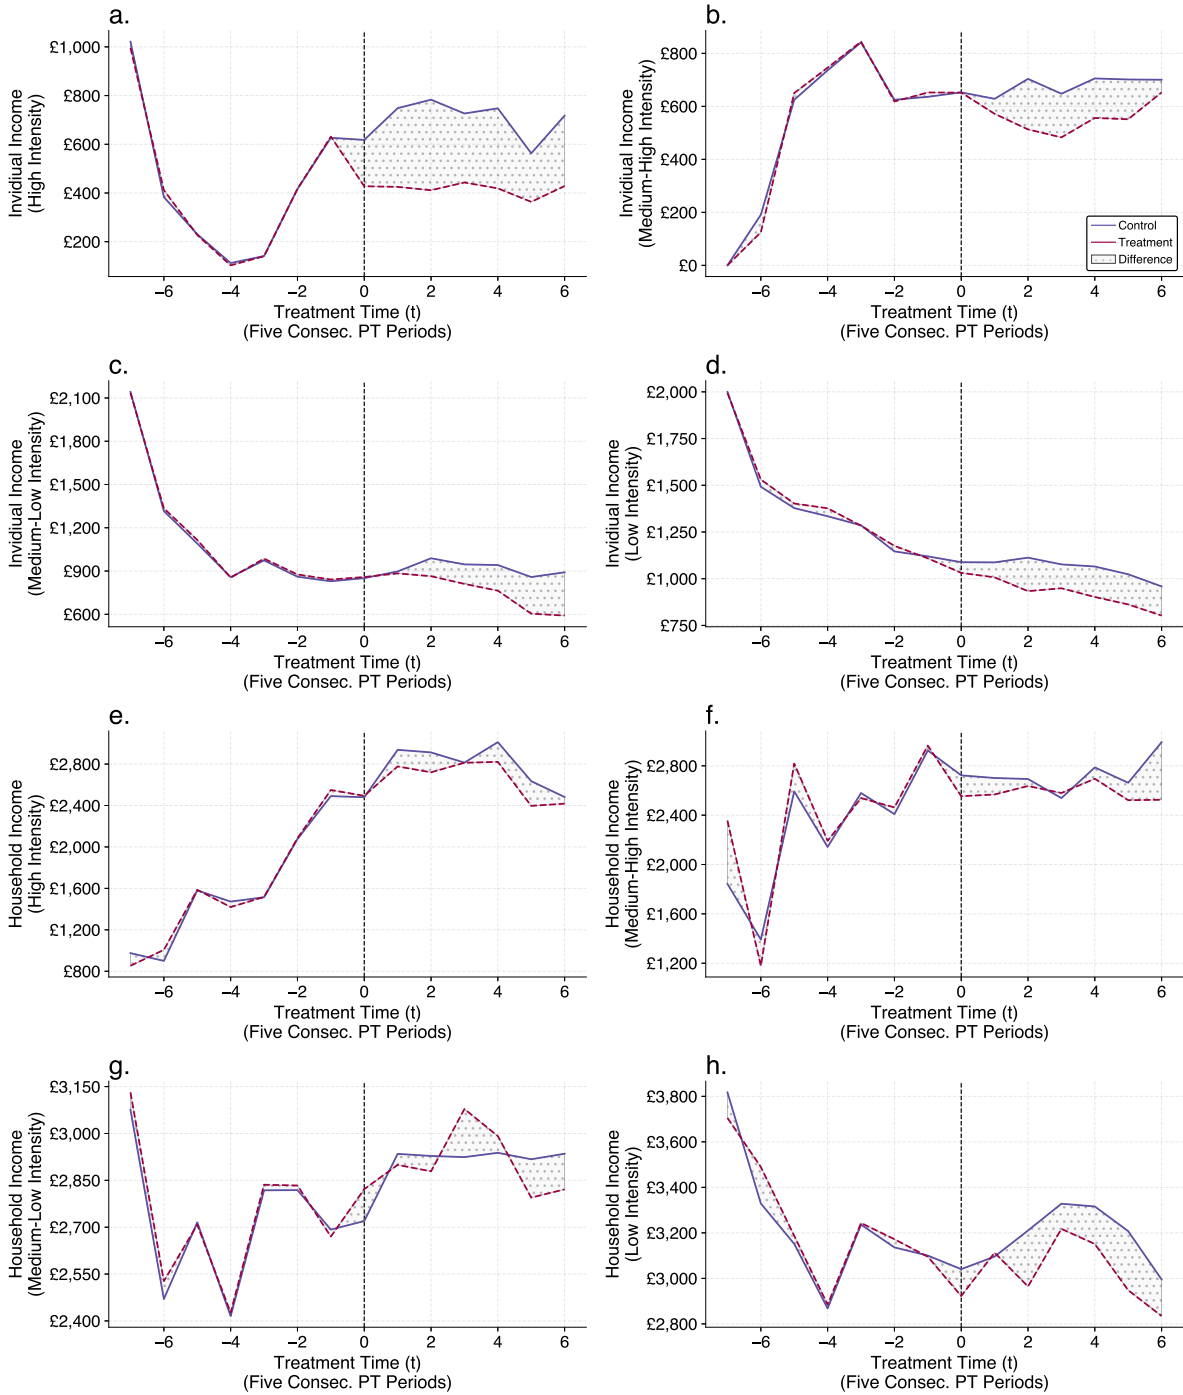 a.
Invidiual Income
(High Intensity)
£1,000
£800
£600
£400
£200
−6 −4 −2 0 2 4 6
Treatment Time (t)
(Five Consec. PT Periods)
b.
Invidiual Income
(Medium-High Intensity)
£800
£600
£400
£200
£0
Control
Treatment
Difference
−6 −4 −2 0 2 4 6
Treatment Time (t)
(Five Consec. PT Periods)
c.
Invidiual Income
(Medium-Low Intensity)
£2,100
£1,800
£1,500
£1,200
£900
£600
−6 −4 −2 0 2 4 6
Treatment Time (t)
(Five Consec. PT Periods)
d.
Invidiual Income
(Low Intensity)
£2,000
£1,750
£1,500
£1,250
£1,000
£750
−6 −4 −2 0 2 4 6
Treatment Time (t)
(Five Consec. PT Periods)
e.
Household Income
(High Intensity)
£2,800
£2,400
£2,000
£1,600
£1,200
£800
−6 −4 −2 0 2 4 6
Treatment Time (t)
(Five Consec. PT Periods)
f.
Household Income
(Medium-High Intensity)
£2,800
£2,400
£2,000
£1,600
£1,200
−6 −4 −2 0 2 4 6
Treatment Time (t)
(Five Consec. PT Periods)
g.
Household Income
(Medium-Low Intensity)
£3,150
£3,000
£2,850
£2,700
£2,550
£2,400
−6 −4 −2 0 2 4 6
Treatment Time (t)
(Five Consec. PT Periods)
h.
Household Income
(Low Intensity)
£3,800
£3,600
£3,400
£3,200
£3,000
£2,800
−6 −4 −2 0 2 4 6
Treatment Time (t)
(Five Consec. PT Periods)